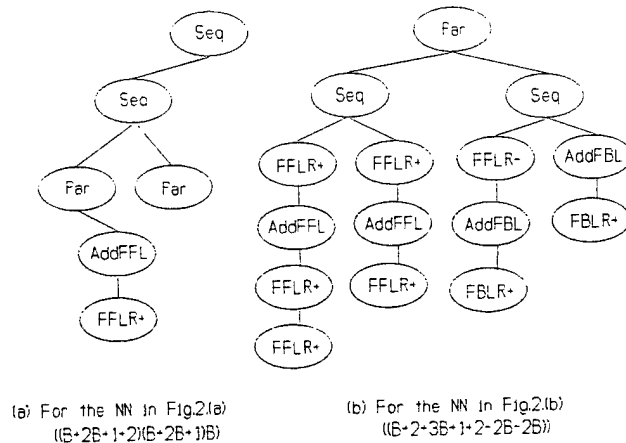 Seq Par
Seq Seq Seq
Par Par FFLR+ FFLR+ FFLR- AddFBL
AddFFL AddFFL AddFFL AddFBL FBLR+
FFLR+ FFLR+ FFLR+ FBLR+
FFLR+
(a) For the NN in Fig.2.(a)
((B+2B+1+2)(B+2B+1)B)
(b) For the NN in Fig.2.(b)
((B+2+3B+1+2-2B-2B))